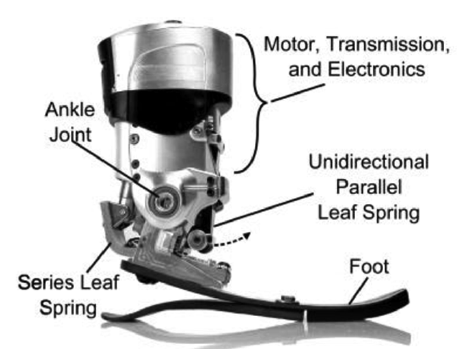 Motor, Transmission,
and Electronics
Ankle
Joint
Unidirectional
Parallel
Leaf Spring
Foot
Series Leaf
Spring